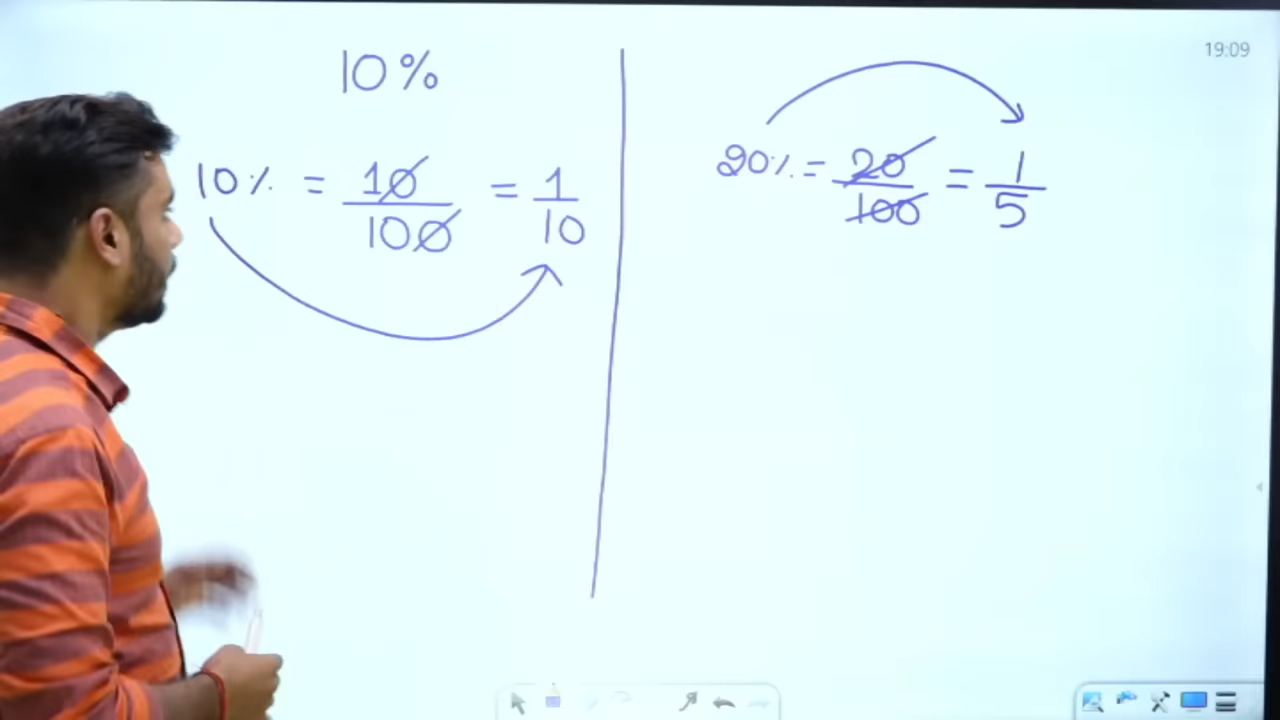 10%
10% = 10/100 = 1/10
19:09
20% = 20/100 = 1/5